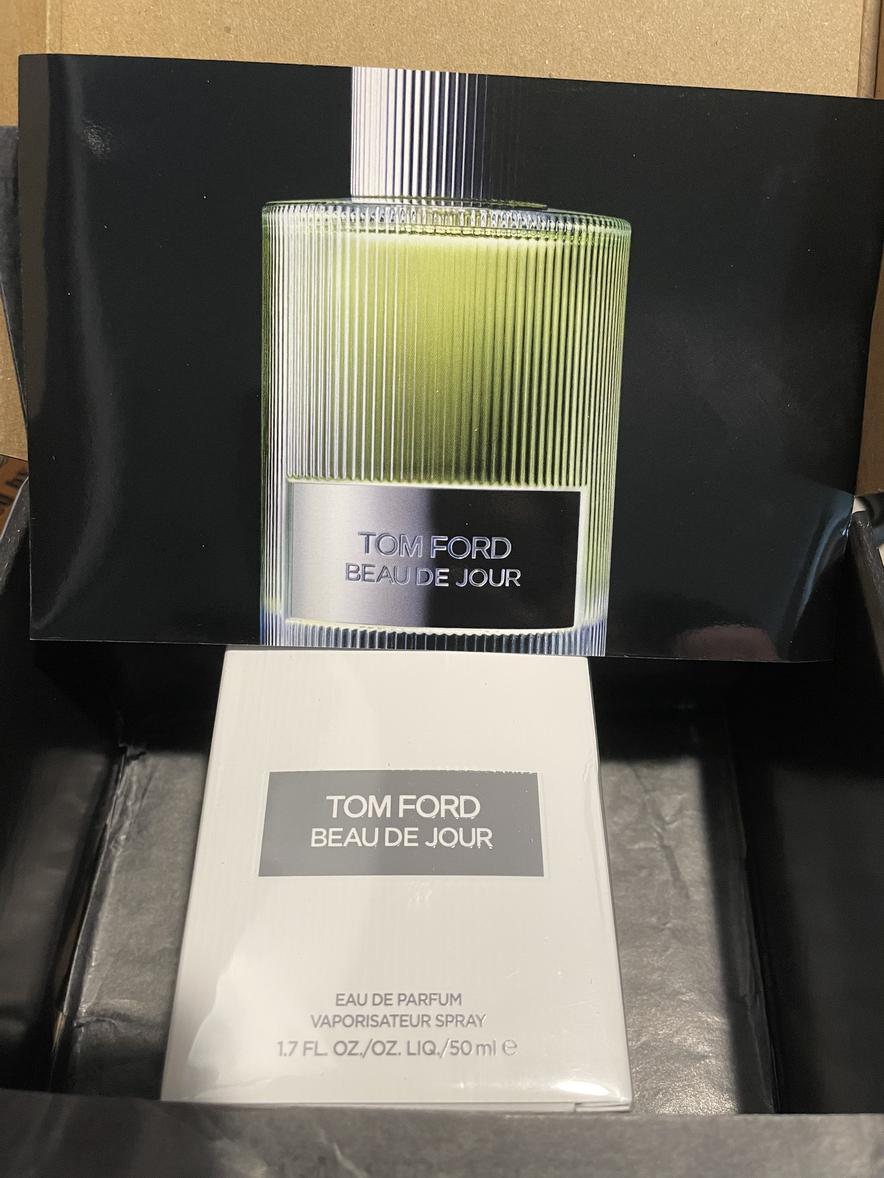 TOM FORD
BEAU DE JOUR
TOM FORD
BEAU DE JOUR
EAU DE PARFUM
VAPORISATEUR SPRAY
1.7 FL. OZ./OZ. LIQ./50 ml ℮